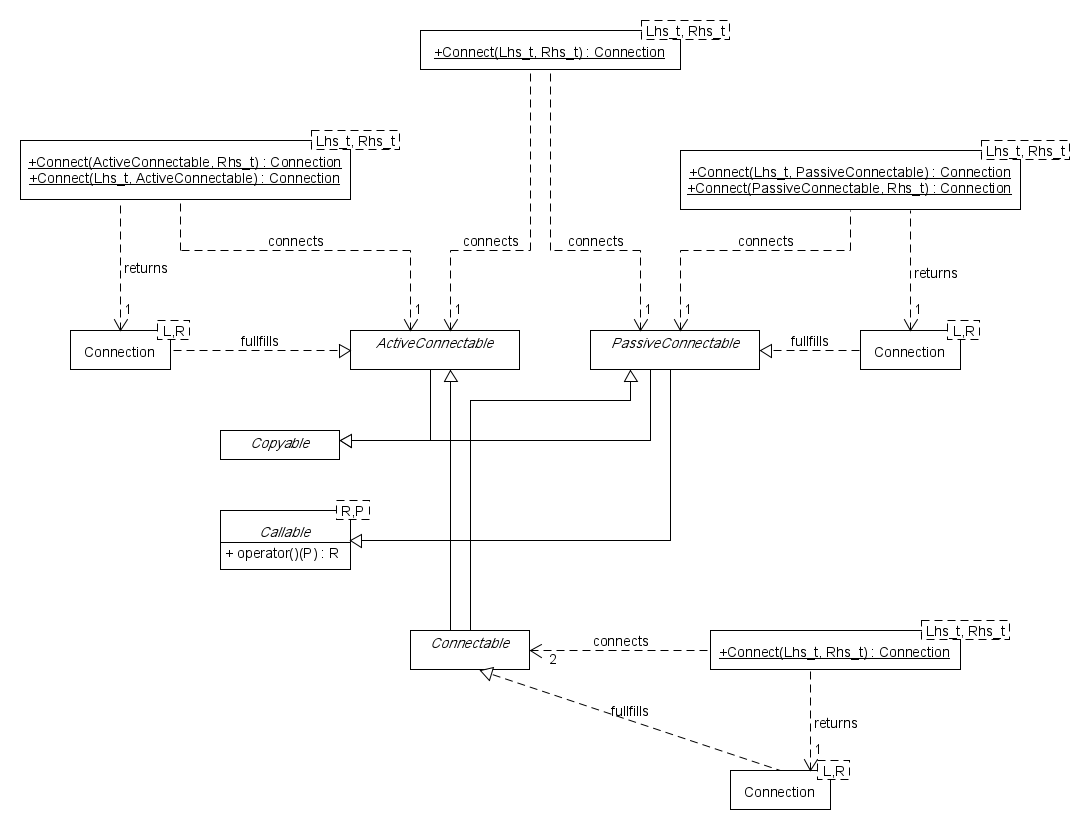 Lhs_t, Rhs_t
+Connect(Lhs_t, Rhs_t) : Connection
Lhs_t, Rhs_t
+Connect(ActiveConnectable, Rhs_t) : Connection
+Connect(Lhs_t, ActiveConnectable) : Connection
Lhs_t, Rhs_t
+Connect(Lhs_t, PassiveConnectable) : Connection
+Connect(PassiveConnectable, Rhs_t) : Connection
connects
connects
connects
connects
returns
returns
1
1
1
1
1
1
L,R
Connection
fullfills
ActiveConnectable
PassiveConnectable
fullfills
L,R
Connection
Copyable
R,P
Callable
+ operator()(P) : R
Connectable
connects
2
Lhs_t, Rhs_t
+Connect(Lhs_t, Rhs_t) : Connection
fullfills
returns
1
L,R
Connection